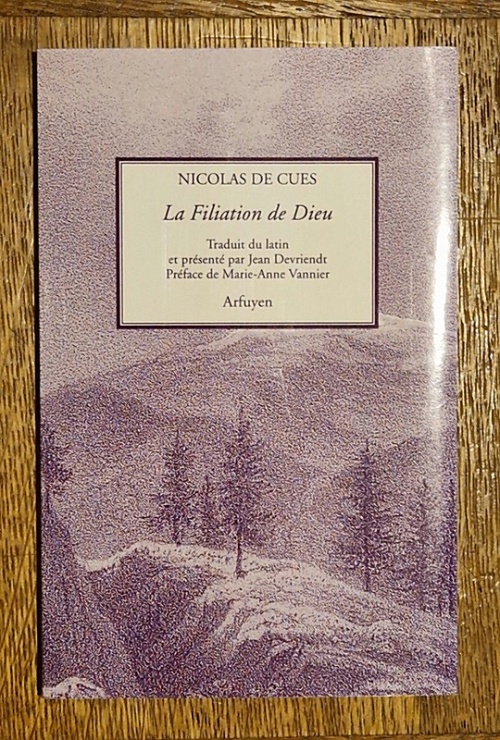 NICOLAS DE CUES
La Filiation de Dieu
Traduit du latin
et présenté par Jean Devriendt
Préface de Marie-Anne Vannier
Arfuyen